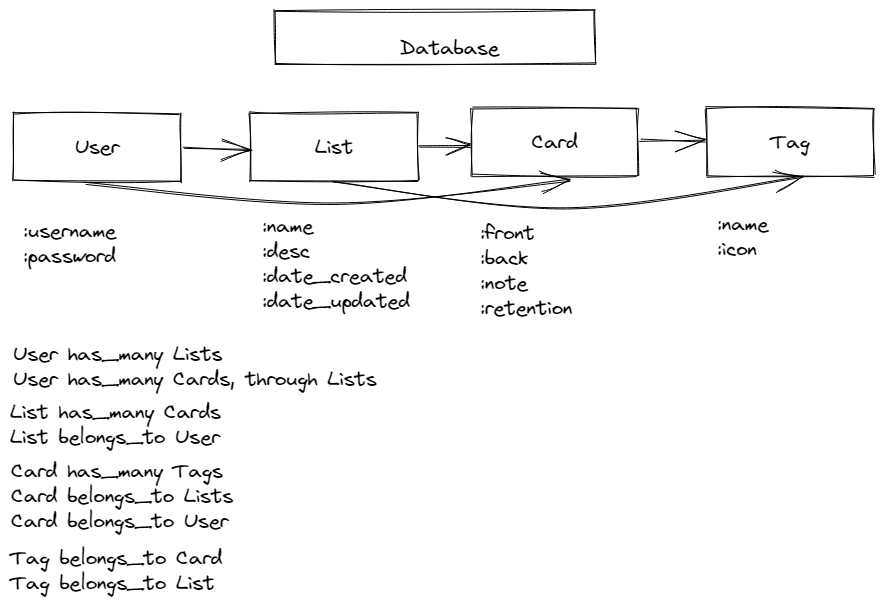 Database
User
List
Card
Tag
:username
:password
:name
:desc
:date_created
:date_updated
:front
:back
:note
:retention
:name
:icon
User has_many Lists
User has_many Cards, through Lists
List has_many Cards
List belongs_to User
Card has_many Tags
Card belongs_to Lists
Card belongs_to User
Tag belongs_to Card
Tag belongs_to List